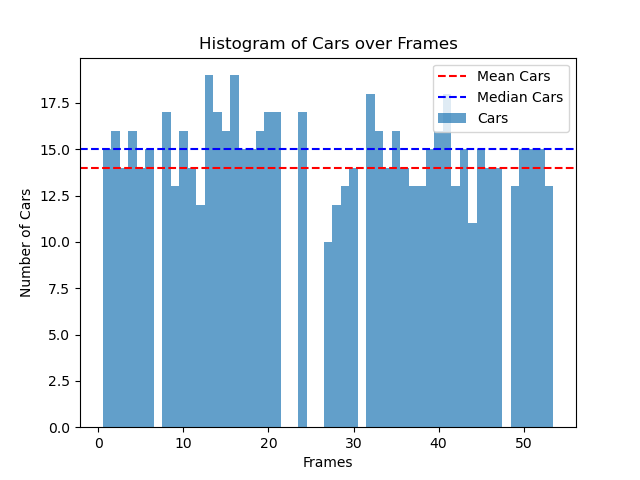 Histogram of Cars over Frames
Mean Cars
Median Cars
Cars
Number of Cars
17.5
15.0
12.5
10.0
7.5
5.0
2.5
0.0
0 10 20 30 40 50
Frames